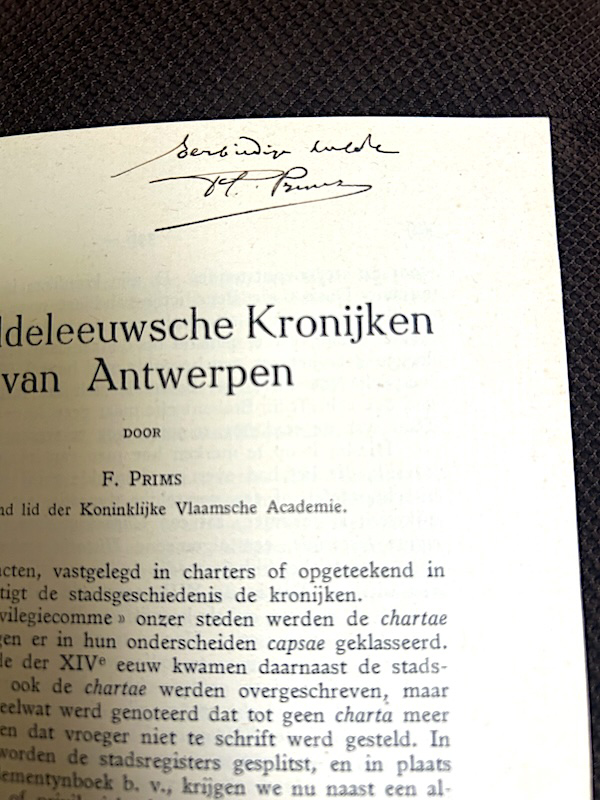 Eerbiedige hulde
Fl. Prims
ddeleeuwsche Kronijken
van Antwerpen
DOOR
F. PRIMS
nd lid der Koninklijke Vlaamsche Academie.
cten, vastgelegd in charters of opgeteekend in
tigt de stadsgeschiedenis de kronijken.
vilegiecomme » onzer steden werden de chartae
gen er in hun onderscheiden capsae geklasseerd.
de der XIVe eeuw kwamen daarnaast de stads-
ook de chartae werden overgeschreven, maar
eelwat werd genoteerd dat tot geen charta meer
en dat vroeger niet te schrift werd gesteld. In
worden de stadsregisters gesplitst, en in plaats
ementynboek b. v., krijgen we nu naast een al-